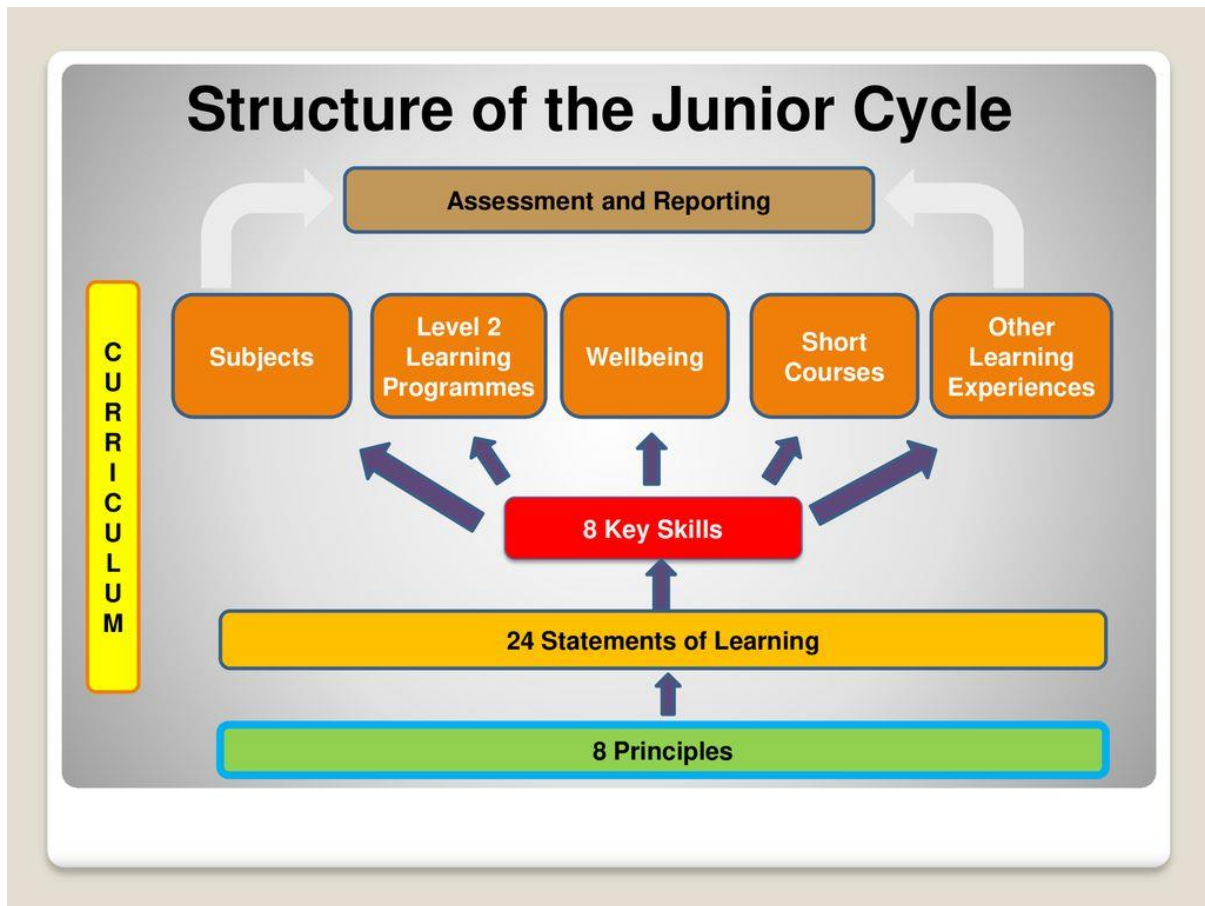 Structure of the Junior Cycle
Assessment and Reporting
CURRICULUM
Subjects
Level 2
Learning
Programmes
Wellbeing
Short
Courses
Other
Learning
Experiences
8 Key Skills
24 Statements of Learning
8 Principles